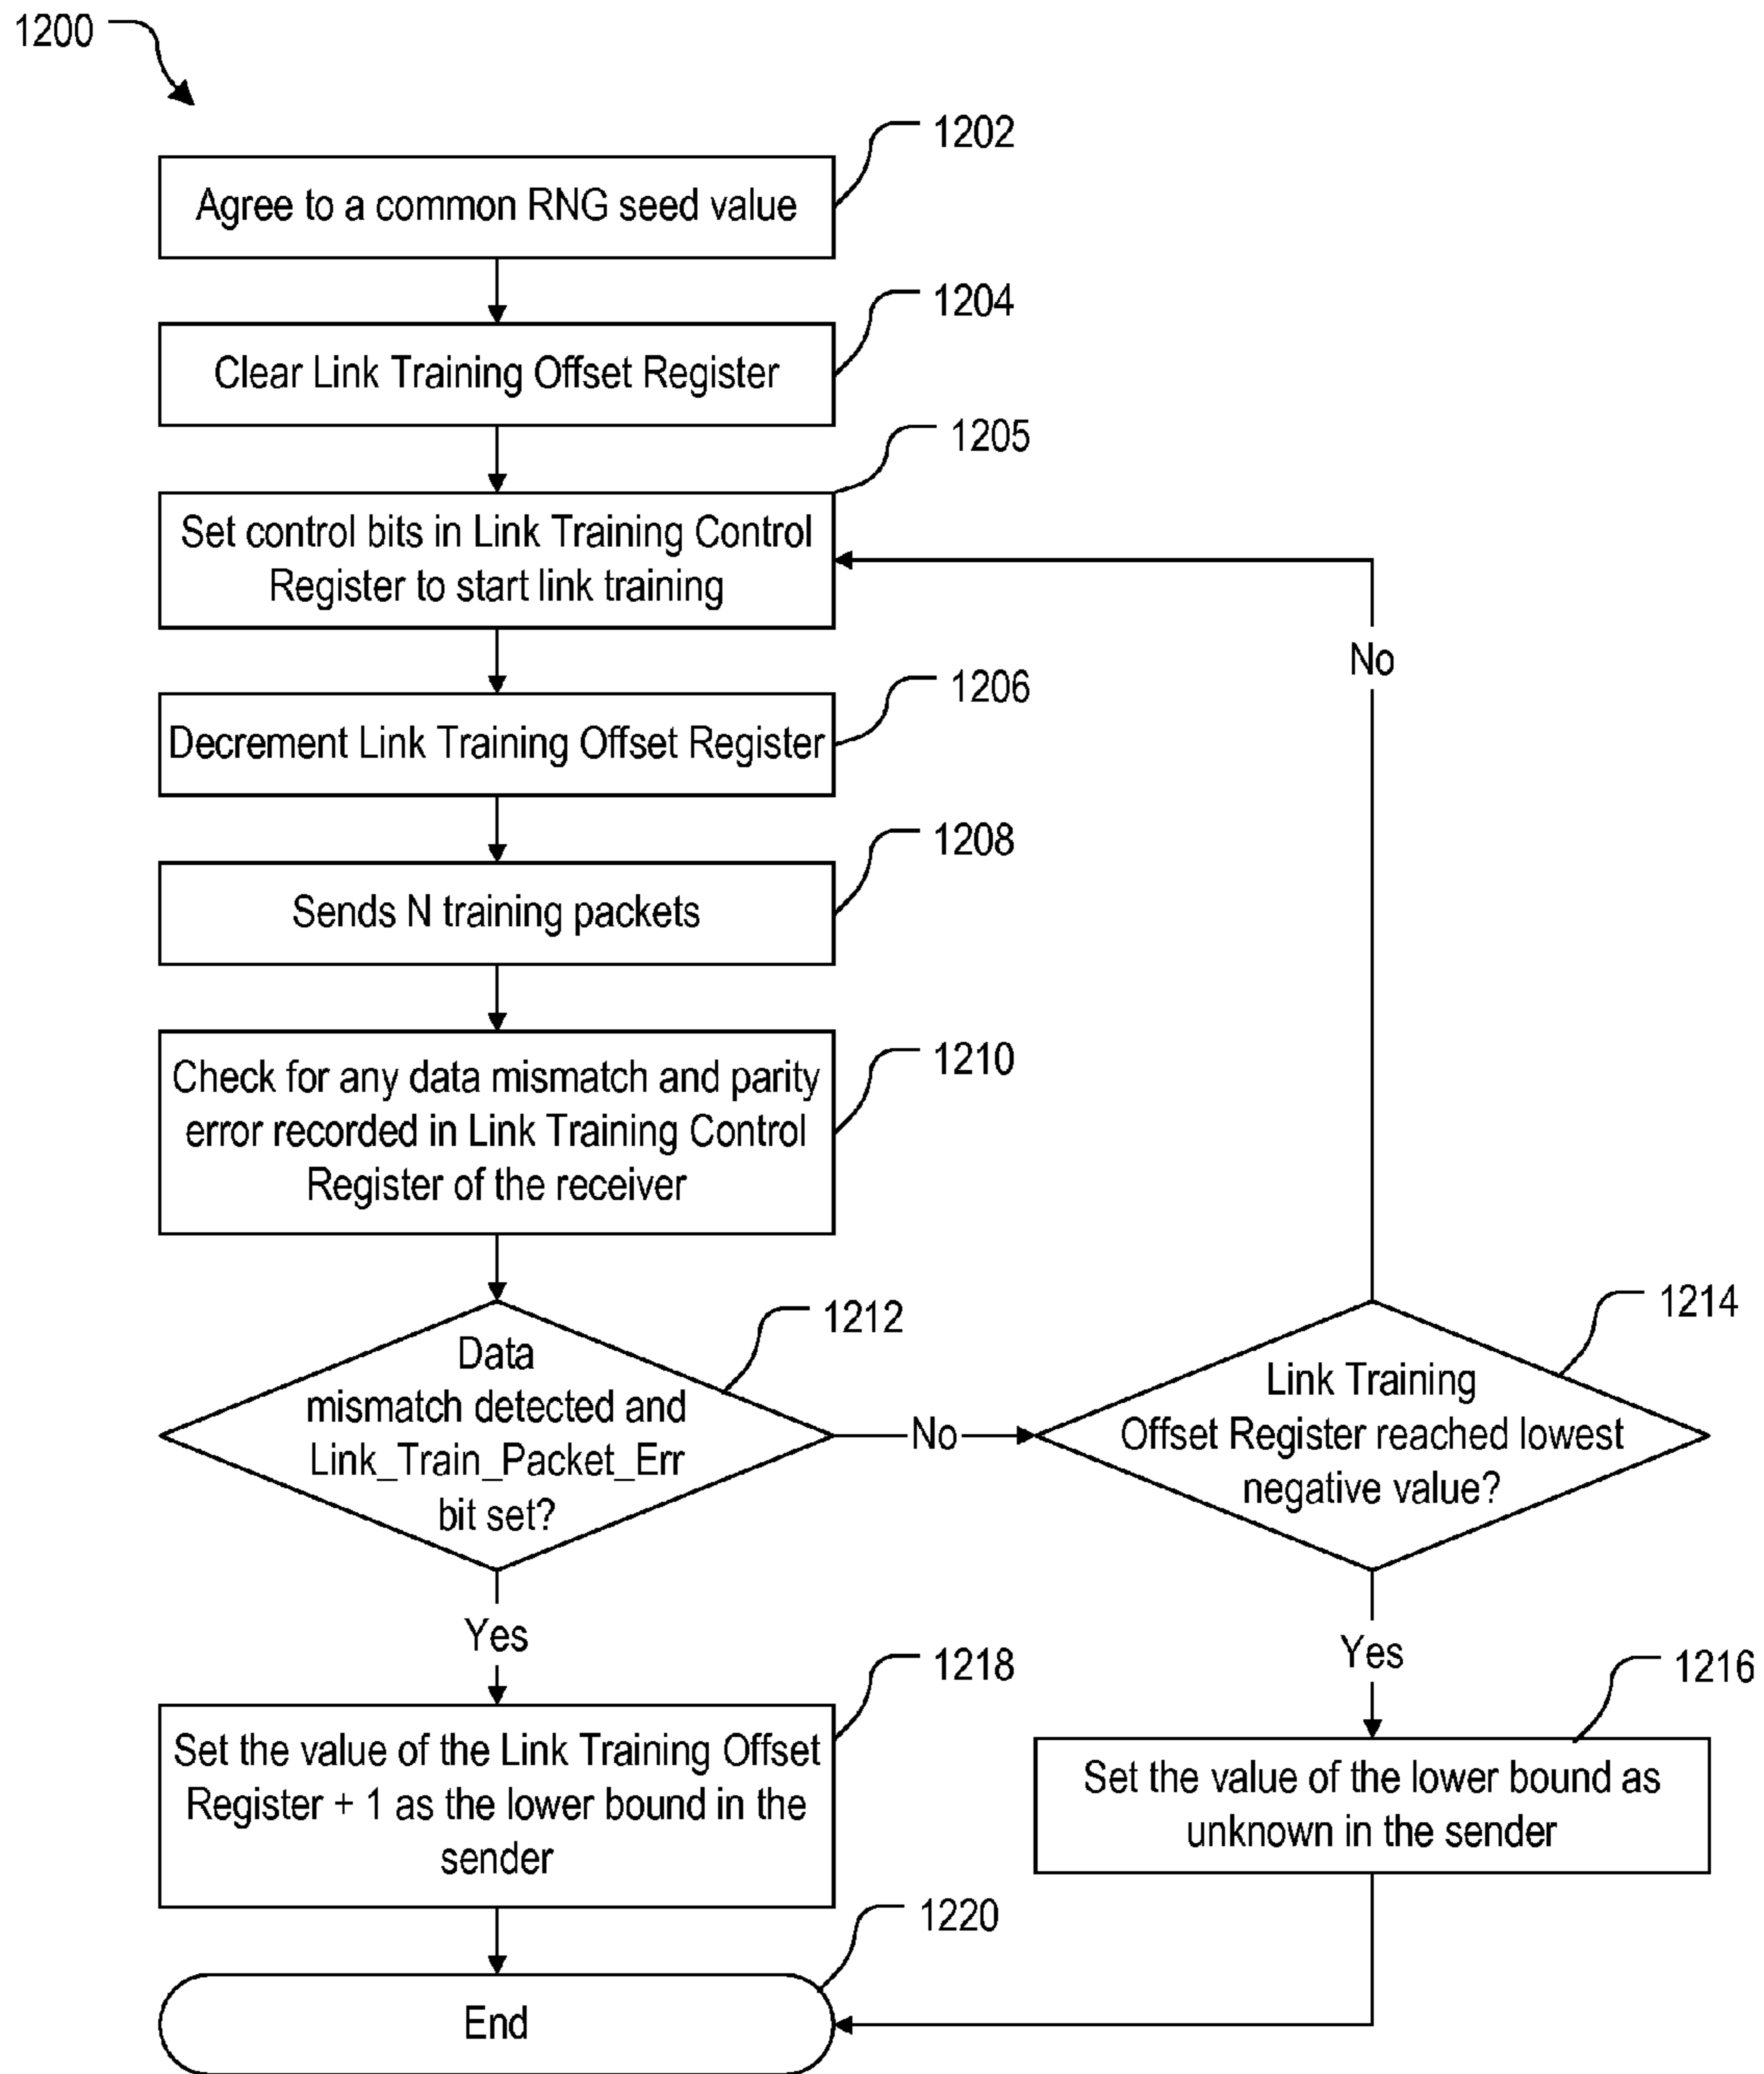 1200
1202
Agree to a common RNG seed value
1204
Clear Link Training Offset Register
1205
Set control bits in Link Training Control
Register to start link training
No
1206
Decrement Link Training Offset Register
1208
Sends N training packets
1210
Check for any data mismatch and parity
error recorded in Link Training Control
Register of the receiver
1212
Data
mismatch detected and
Link_Train_Packet_Err
bit set?
No
1214
Link Training
Offset Register reached lowest
negative value?
Yes
1218
Set the value of the Link Training Offset
Register + 1 as the lower bound in the
sender
Yes
1216
Set the value of the lower bound as
unknown in the sender
1220
End